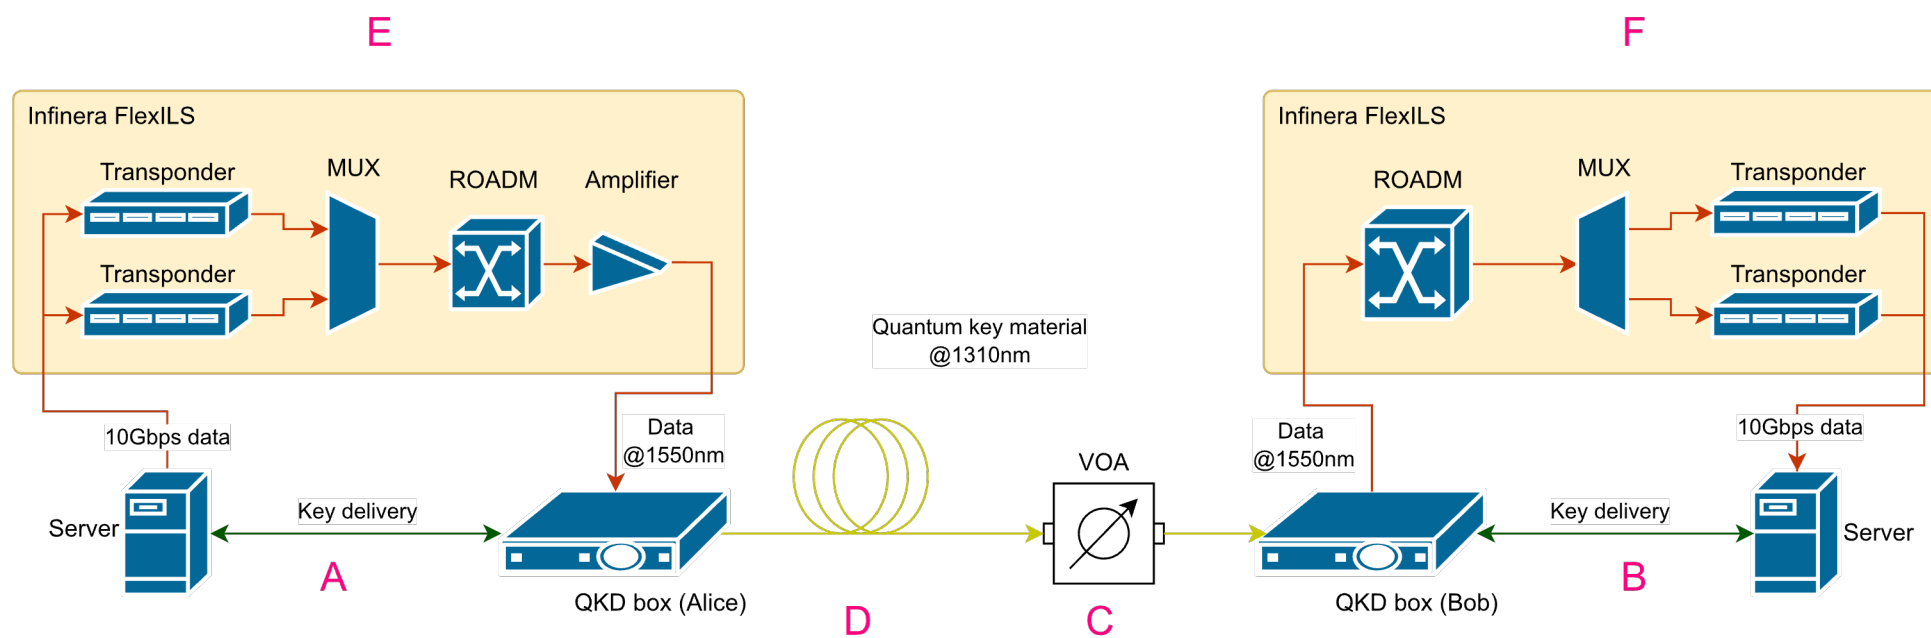 E
F
Infinera FlexILS
Infinera FlexILS
Transponder
MUX
ROADM
Amplifier
ROADM
MUX
Transponder
Transponder
Transponder
Quantum key material
@1310nm
10Gbps data
Data
@1550nm
VOA
Data
@1550nm
10Gbps data
Server
Key delivery
Key delivery
Server
A
QKD box (Alice)
D
C
QKD box (Bob)
B